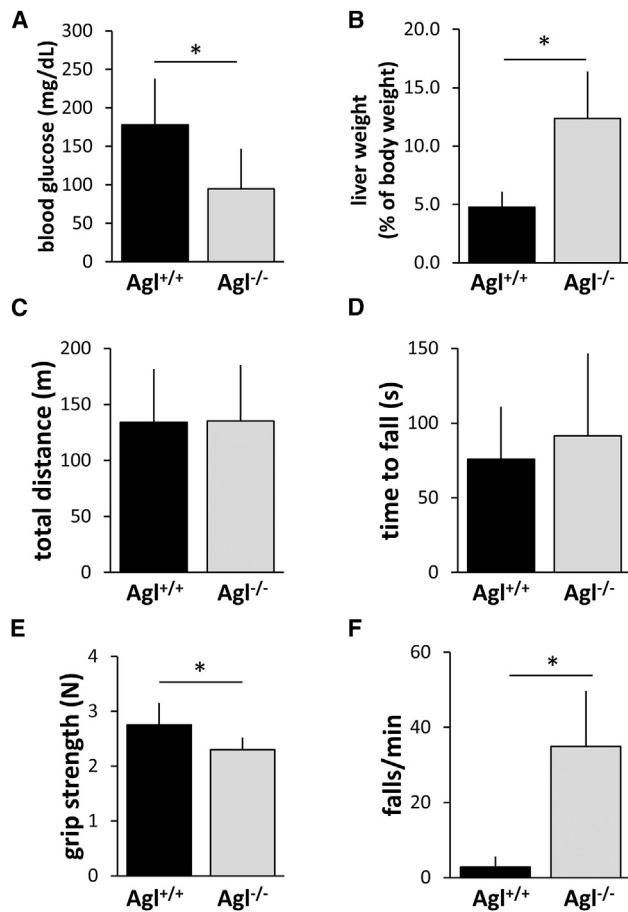 A
blood glucose (mg/dL)
300
250
200
150
100
50
0
*
Agl+/+ Agl-/-
B
liver weight
(% of body weight)
20.0
15.0
10.0
5.0
0.0
*
Agl+/+ Agl-/-
C
total distance (m)
200
150
100
50
0
Agl+/+ Agl-/-
D
time to fall (s)
150
100
50
0
Agl+/+ Agl-/-
E
grip strength (N)
4
3
2
1
0
*
Agl+/+ Agl-/-
F
falls/min
60
40
20
0
*
Agl+/+ Agl-/-